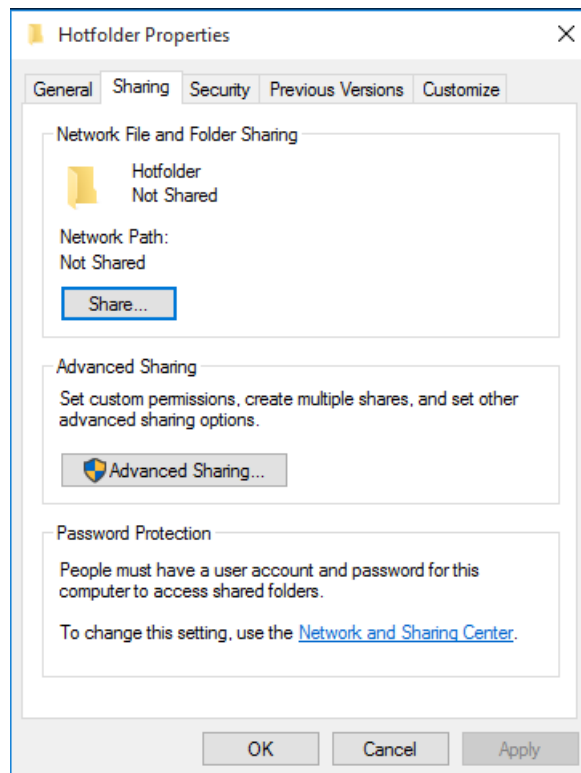 Hotfolder Properties
General Sharing Security Previous Versions Customize
Network File and Folder Sharing
Hotfolder
Not Shared
Network Path:
Not Shared
Share...
Advanced Sharing
Set custom permissions, create multiple shares, and set other
advanced sharing options.
Advanced Sharing...
Password Protection
People must have a user account and password for this
computer to access shared folders.
To change this setting, use the Network and Sharing Center.
OK Cancel Apply